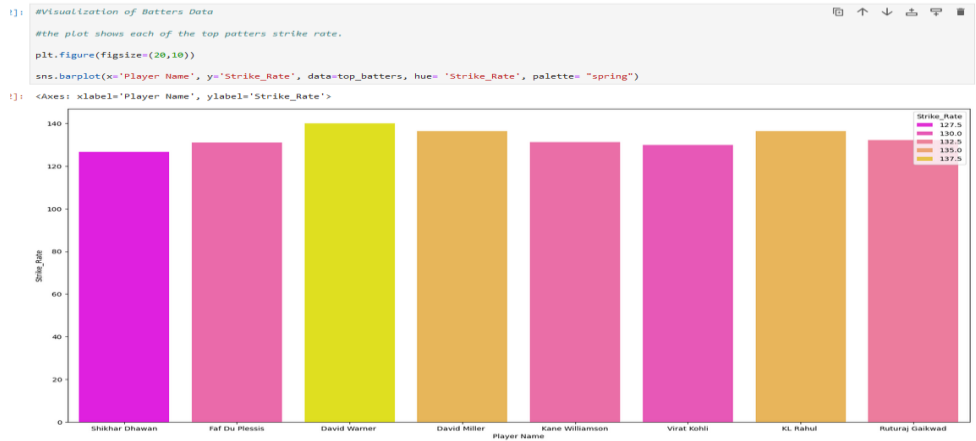 !]: #Visualization of Batters Data
#the plot shows each of the top patters strike rate.
plt.figure(figsize=(20,10))
sns.barplot(x='Player Name', y='Strike_Rate', data=top_batters, hue= 'Strike_Rate', palette= "spring")
!]: <Axes: xlabel='Player Name', ylabel='Strike_Rate'>
Strike_Rate
127.5
130.0
132.5
135.0
137.5
140
120
100
80
60
40
20
0
Strike_Rate
Shikhar Dhawan Faf Du Plessis David Warner David Miller Kane Williamson Virat Kohli KL Rahul Ruturaj Gaikwad
Player Name